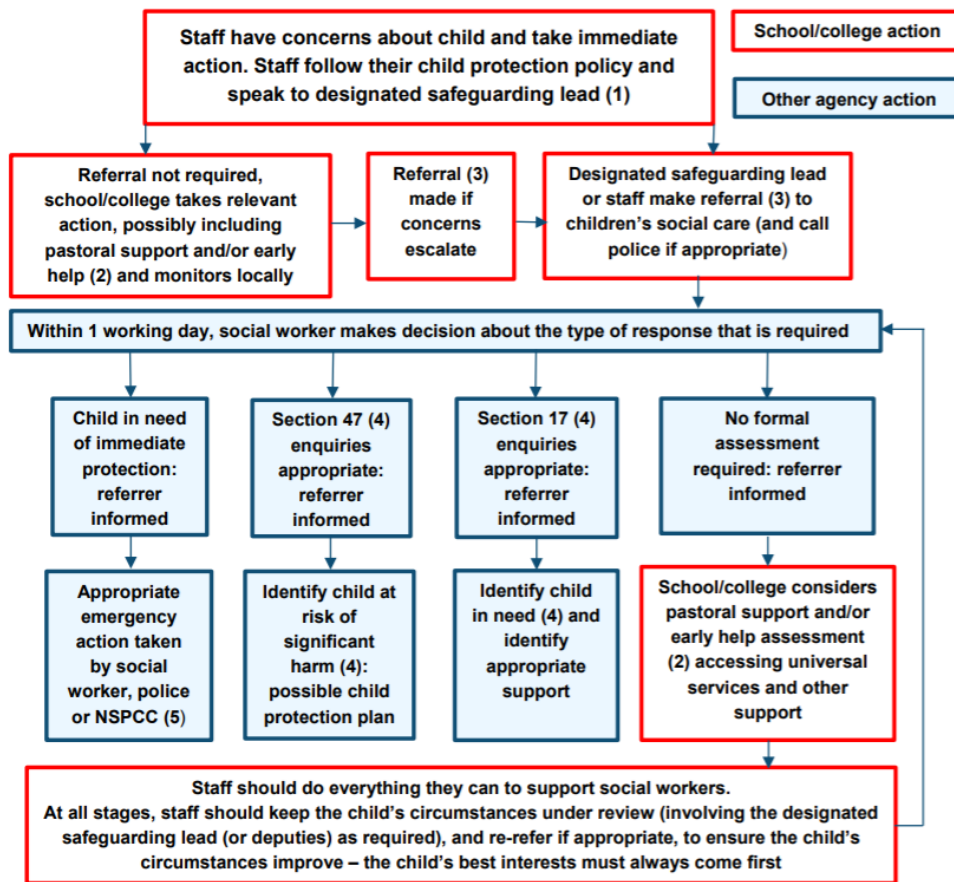 Staff have concerns about child and take immediate
action. Staff follow their child protection policy and
speak to designated safeguarding lead (1)
School/college action
Other agency action
Referral not required,
school/college takes relevant
action, possibly including
pastoral support and/or early
help (2) and monitors locally
Referral (3)
made if
concerns
escalate
Designated safeguarding lead
or staff make referral (3) to
children’s social care (and call
police if appropriate)
Within 1 working day, social worker makes decision about the type of response that is required
Child in need
of immediate
protection:
referrer
informed
Section 47 (4)
enquiries
appropriate:
referrer
informed
Section 17 (4)
enquiries
appropriate:
referrer
informed
No formal
assessment
required: referrer
informed
Appropriate
emergency
action taken
by social
worker, police
or NSPCC (5)
Identify child at
risk of
significant
harm (4):
possible child
protection plan
Identify child
in need (4) and
identify
appropriate
support
School/college considers
pastoral support and/or
early help assessment
(2) accessing universal
services and other
support
Staff should do everything they can to support social workers.
At all stages, staff should keep the child’s circumstances under review (involving the designated
safeguarding lead (or deputies) as required), and re-refer if appropriate, to ensure the child’s
circumstances improve – the child’s best interests must always come first